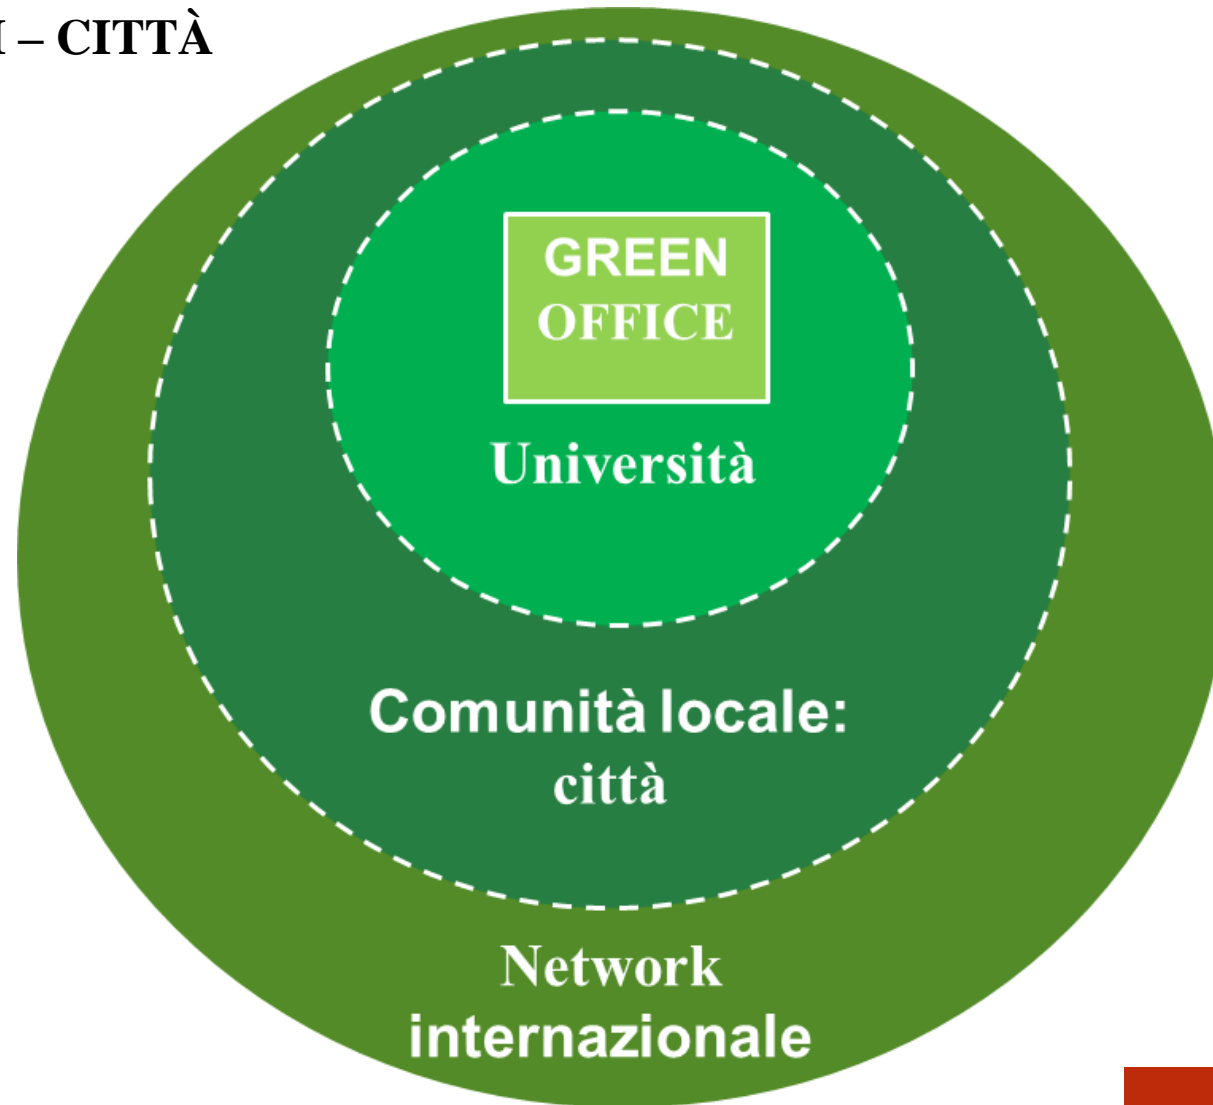 – CITTÀ
GREEN
OFFICE
Università
Comunità locale:
città
Network
internazionale